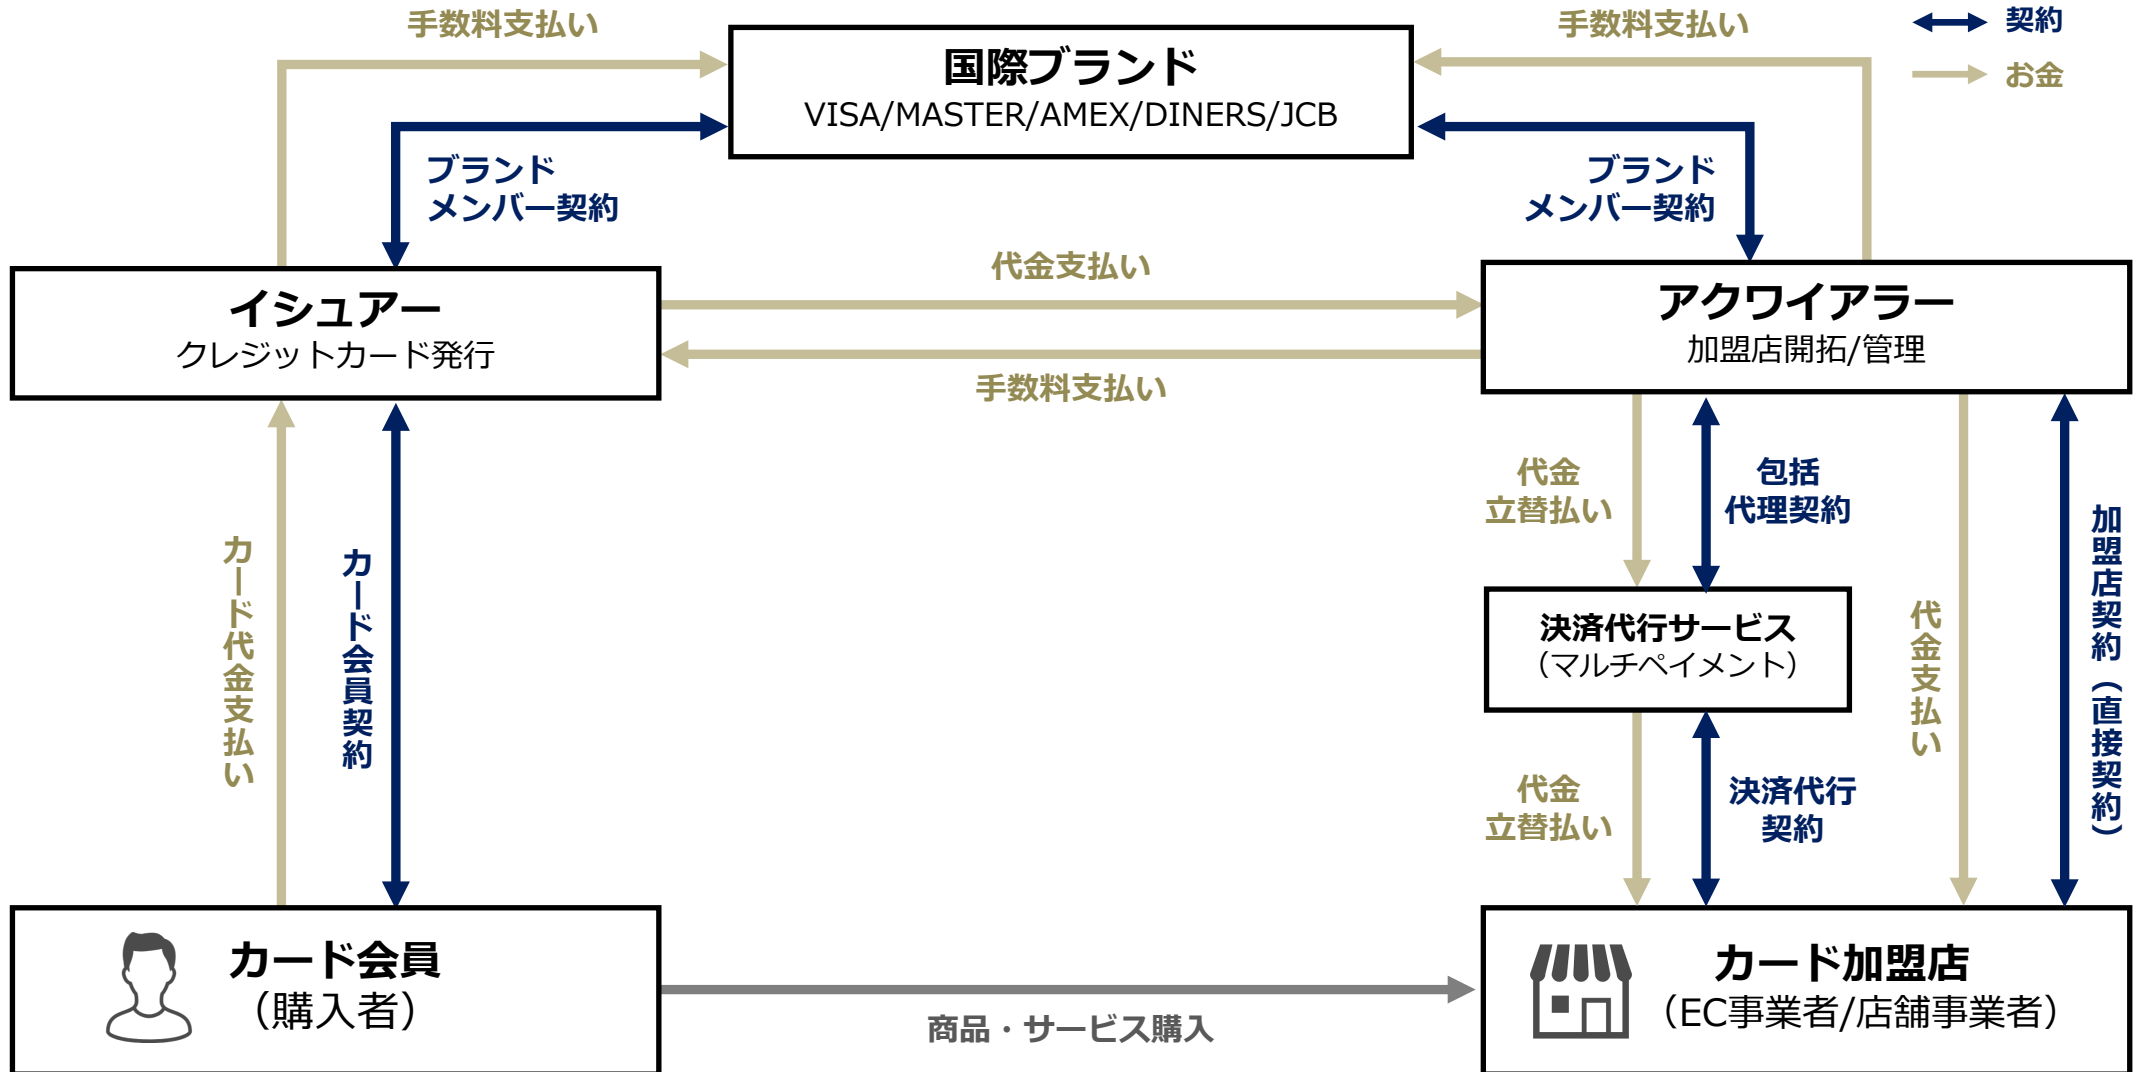 手数料支払い
手数料支払い
契約
お金
国際ブランド
VISA/MASTER/AMEX/DINERS/JCB
ブランド
メンバー契約
ブランド
メンバー契約
イシュアー
クレジットカード発行
代金支払い
手数料支払い
アクワイアラー
加盟店開拓/管理
カード代金支払い
カード会員契約
代金
立替払い
包括
代理契約
決済代行サービス
（マルチペイメント）
代金
立替払い
決済代行
契約
代金支払い
加盟店契約（直接契約）
カード会員
（購入者）
商品・サービス購入
カード加盟店
（EC事業者/店舗事業者）